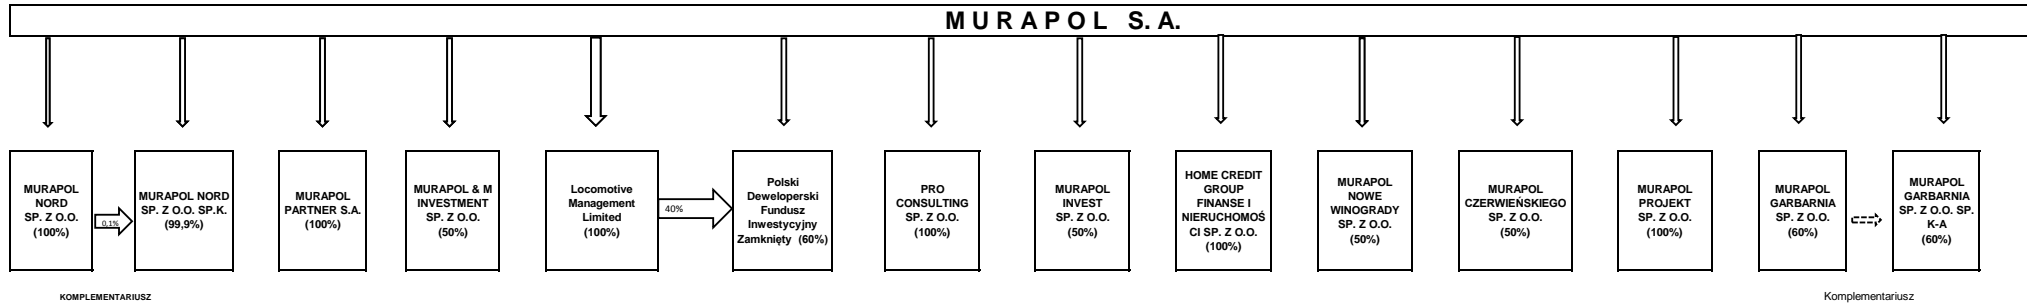 M U R A P O L S. A.
MURAPOL
NORD
SP. Z O.O.
(100%)
0,1%
MURAPOL NORD
SP. Z O.O. SP.K.
(99,9%)
MURAPOL
PARTNER S.A.
(100%)
MURAPOL & M
INVESTMENT
SP. Z O.O.
(50%)
Locomotive
Management
Limited
(100%)
40%
Polski
Deweloperski
Fundusz
Inwestycyjny
Zamknięty (60%)
PRO
CONSULTING
SP. Z O.O.
(100%)
MURAPOL
INVEST
SP. Z O.O.
(50%)
HOME CREDIT
GROUP
FINANSE I
NIERUCHOMOŚ
CI SP. Z O.O.
(100%)
MURAPOL
NOWE
WINOGRADY
SP. Z O.O.
(50%)
MURAPOL
CZERWIEŃSKIEGO
SP. Z O.O.
(50%)
MURAPOL
PROJEKT
SP. Z O.O.
(100%)
MURAPOL
GARBARNIA
SP. Z O.O.
(60%)
MURAPOL
GARBARNIA
SP. Z O.O. SP.
K-A
(60%)
KOMPLEMENTARIUSZ
Komplementariusz